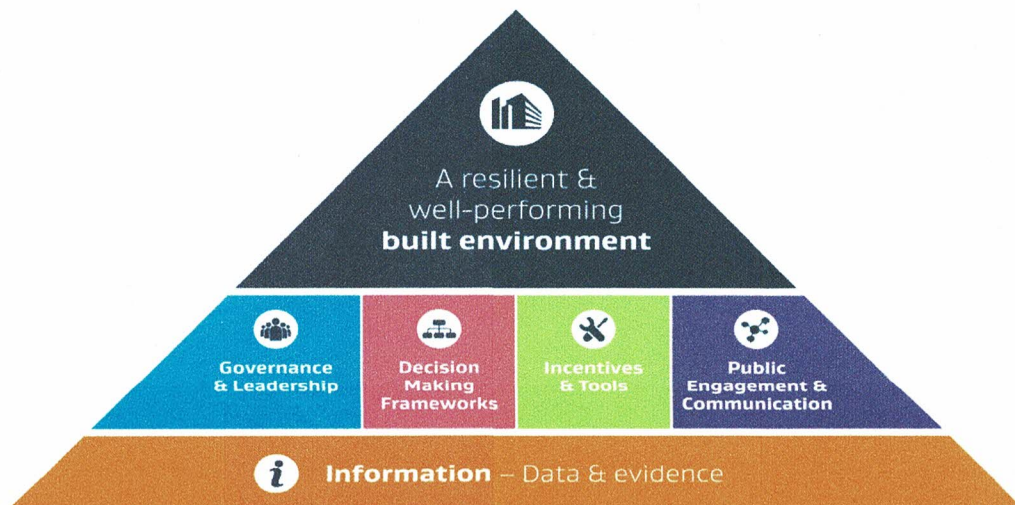 A resilient &
well-performing
built environment
Governance
& Leadership
Decision
Making
Frameworks
Incentives
& Tools
Public
Engagement &
Communication
i Information – Data & evidence